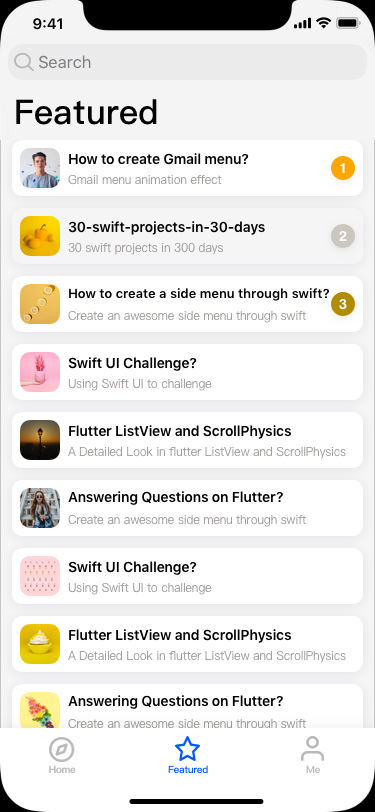 9:41
Search
Featured
How to create Gmail menu?
Gmail menu animation effect
1
30-swift-projects-in-30-days
30 swift projects in 300 days
2
How to create a side menu through swift?
Create an awesome side menu through swift
3
Swift UI Challenge?
Using Swift UI to challenge
Flutter ListView and ScrollPhysics
A Detailed Look in flutter ListView and ScrollPhysics
Answering Questions on Flutter?
Create an awesome side menu through swift
Swift UI Challenge?
Using Swift UI to challenge
Flutter ListView and ScrollPhysics
A Detailed Look in flutter ListView and ScrollPhysics
Answering Questions on Flutter?
Create an awesome side menu through swift
Home
Featured
Me